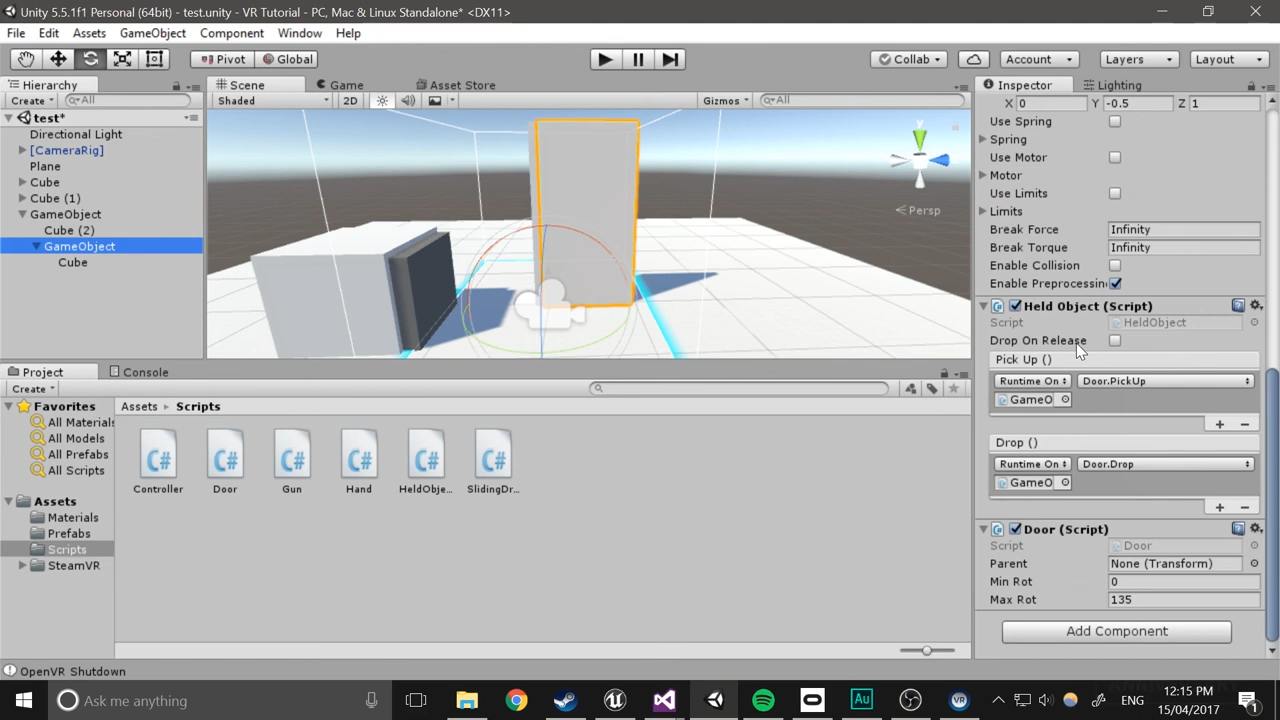 Unity 5.5.1f1 Personal (64bit) - test.unity - VR Tutorial - PC, Mac & Linux Standalone* <DX11>
File Edit Assets GameObject Component Window Help
Pivot Global Collab Account Layers Layout
Hierarchy
Create All
test*
Directional Light
[CameraRig]
Plane
Cube
Cube (1)
GameObject
Cube (2)
GameObject
Cube
Scene Game Asset Store
Shaded 2D Gizmos All
y
Persp
Inspector Lighting
X 0 Y -0.5 Z 1
Use Spring
Spring
Use Motor
Motor
Use Limits
Limits
Break Force Infinity
Break Torque Infinity
Enable Collision
Enable Preprocessin
Held Object (Script)
Script HeldObject
Drop On Release
Pick Up ()
Runtime On Door.PickUp
GameO
+ -
Drop ()
Runtime On Door.Drop
GameO
+ -
Door (Script)
Script Door
Parent None (Transform)
Min Rot 0
Max Rot 135
Add Component
Project Console
Create
Favorites
All Materials
All Models
All Prefabs
All Scripts
Assets
Materials
Prefabs
Scripts
SteamVR
Assets Scripts
C# C# C# C# C# C#
Controller Door Gun Hand HeldObje... SlidingDr...
OpenVR Shutdown
Ask me anything
Au
VR
ENG
12:15 PM
15/04/2017
1